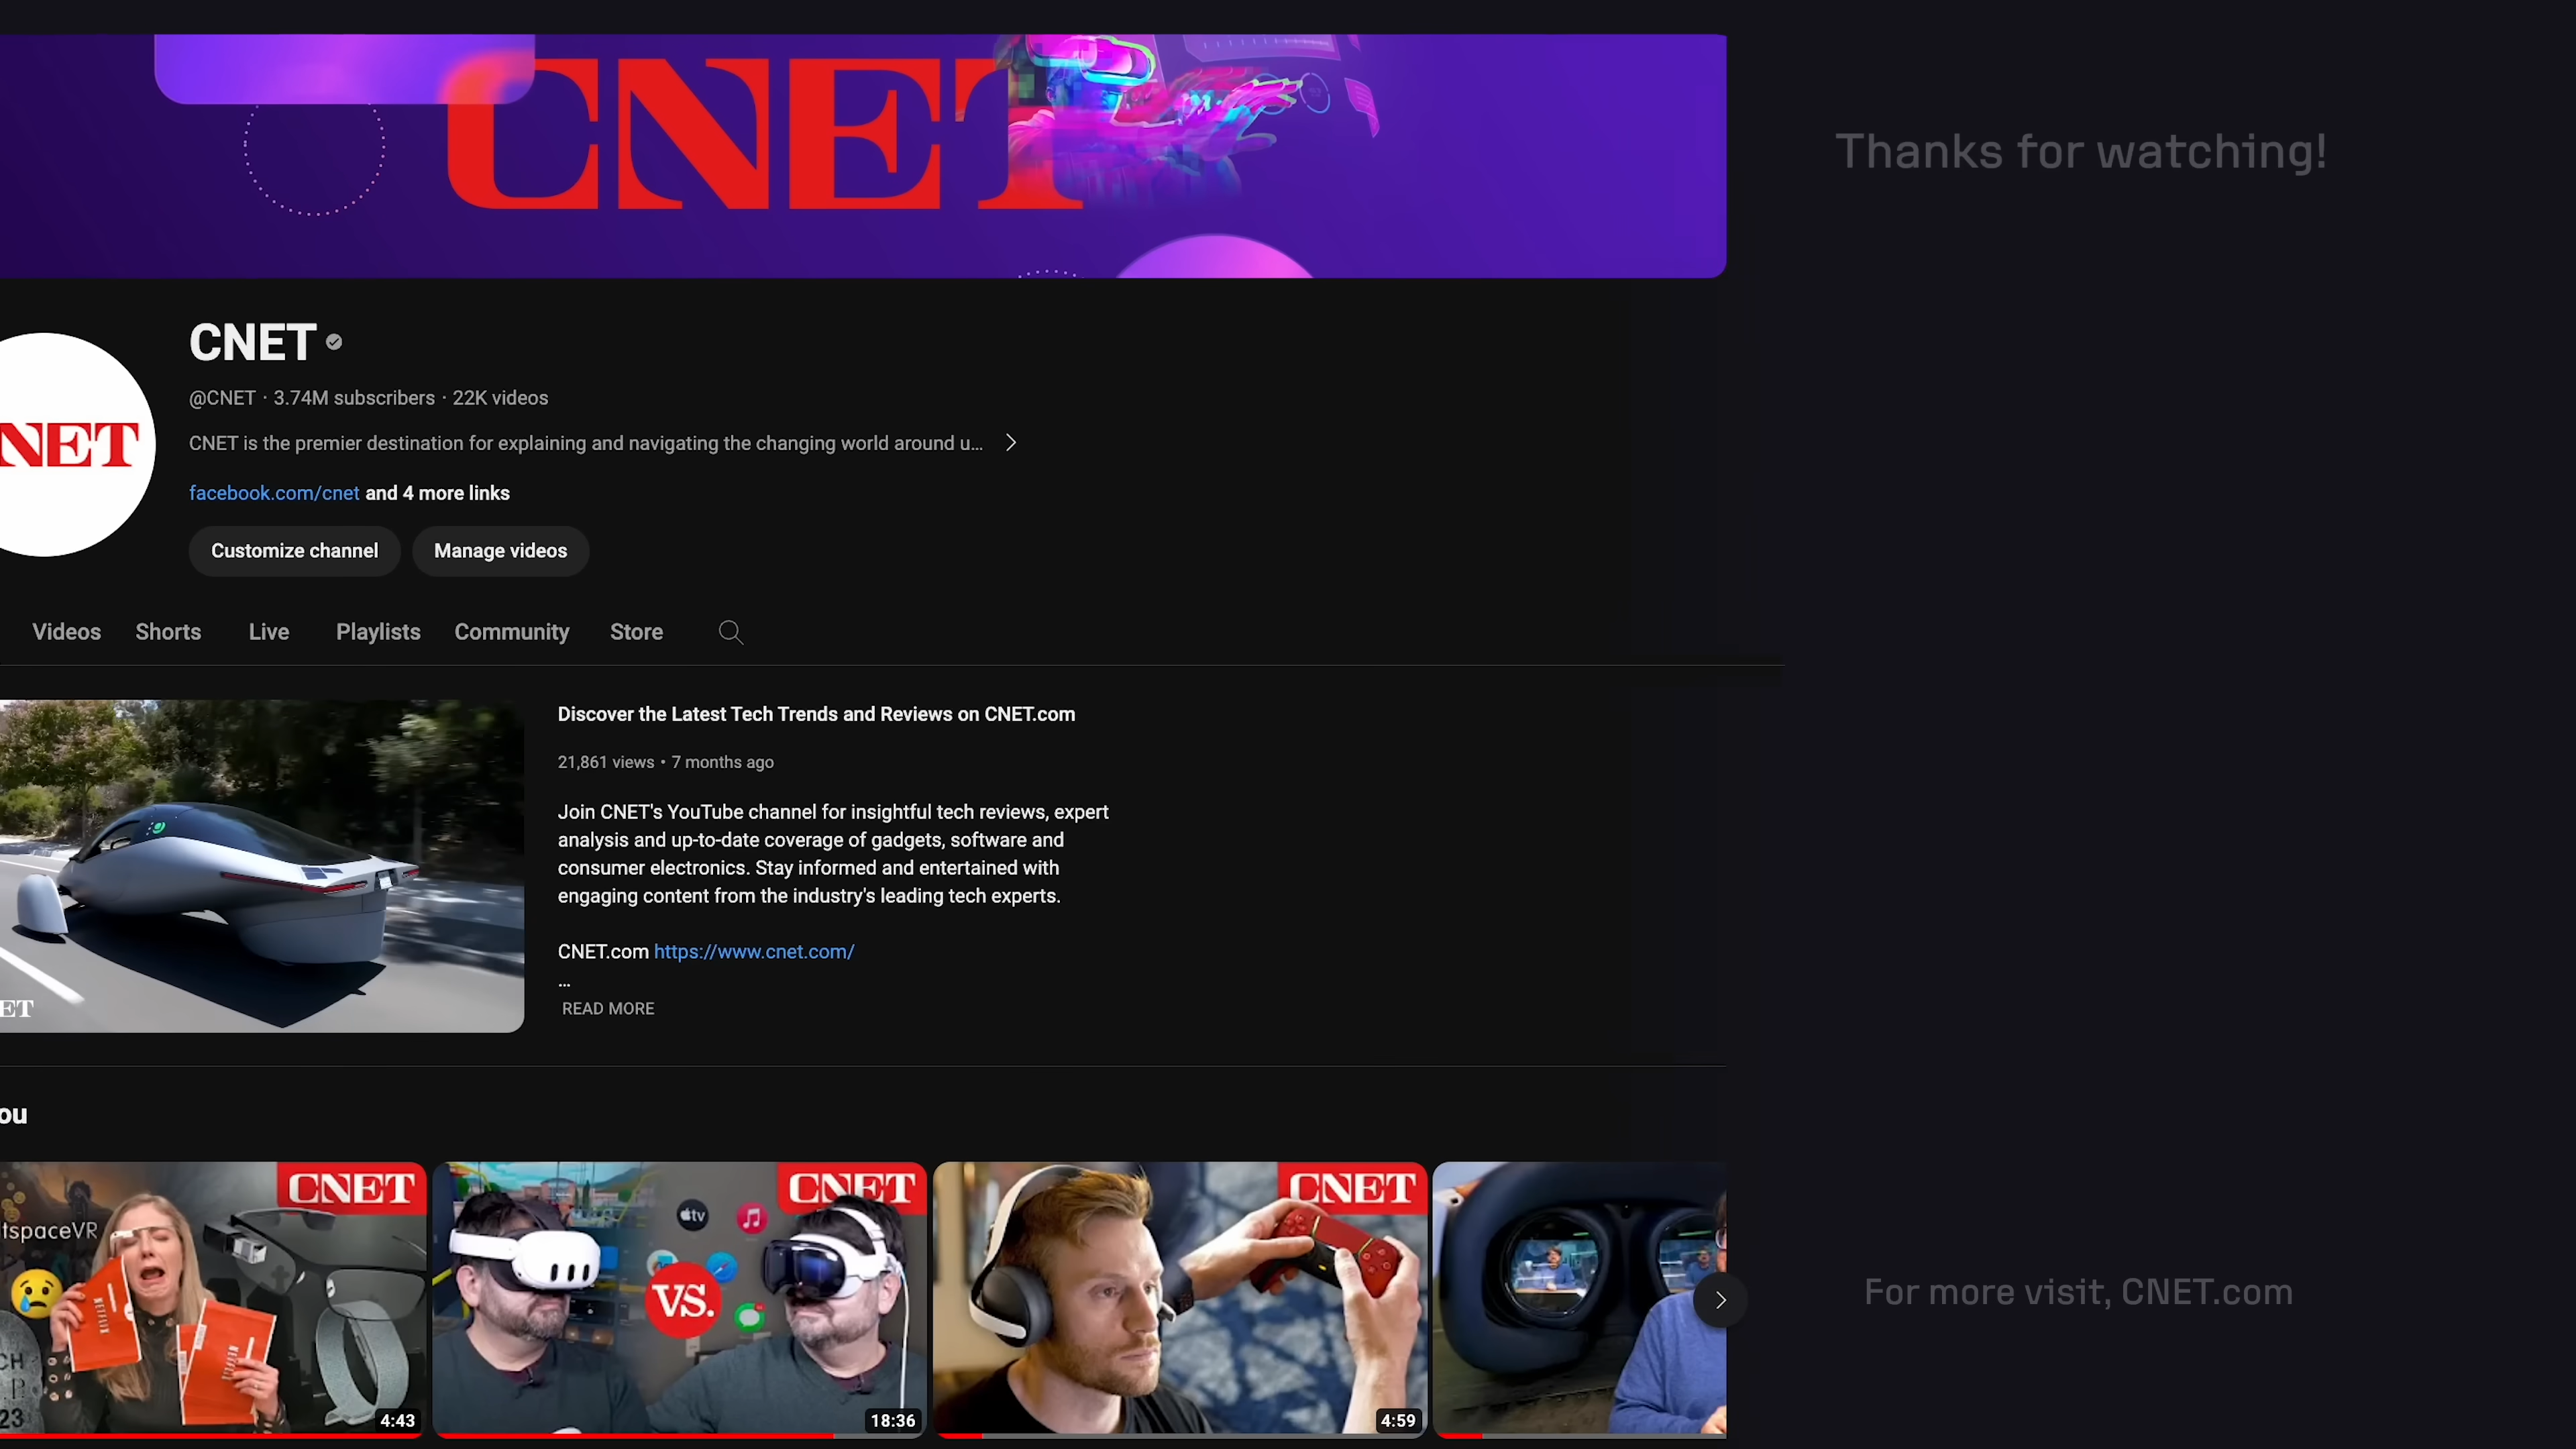 CNET
Thanks for watching!
CNET
@CNET · 3.74M subscribers · 22K videos
CNET is the premier destination for explaining and navigating the changing world around u...
NET
facebook.com/cnet and 4 more links
Customize channel
Manage videos
Videos
Shorts
Live
Playlists
Community
Store
Discover the Latest Tech Trends and Reviews on CNET.com
21,861 views • 7 months ago
Join CNET's YouTube channel for insightful tech reviews, expert
analysis and up-to-date coverage of gadgets, software and
consumer electronics. Stay informed and entertained with
engaging content from the industry's leading tech experts.
CNET.com https://www.cnet.com/
...
READ MORE
ET
ou
CNET
tspaceVR
NETFLIX
NETFLIX
CH
P
23
4:43
CNET
tv
VS.
18:36
CNET
4:59
For more visit, CNET.com